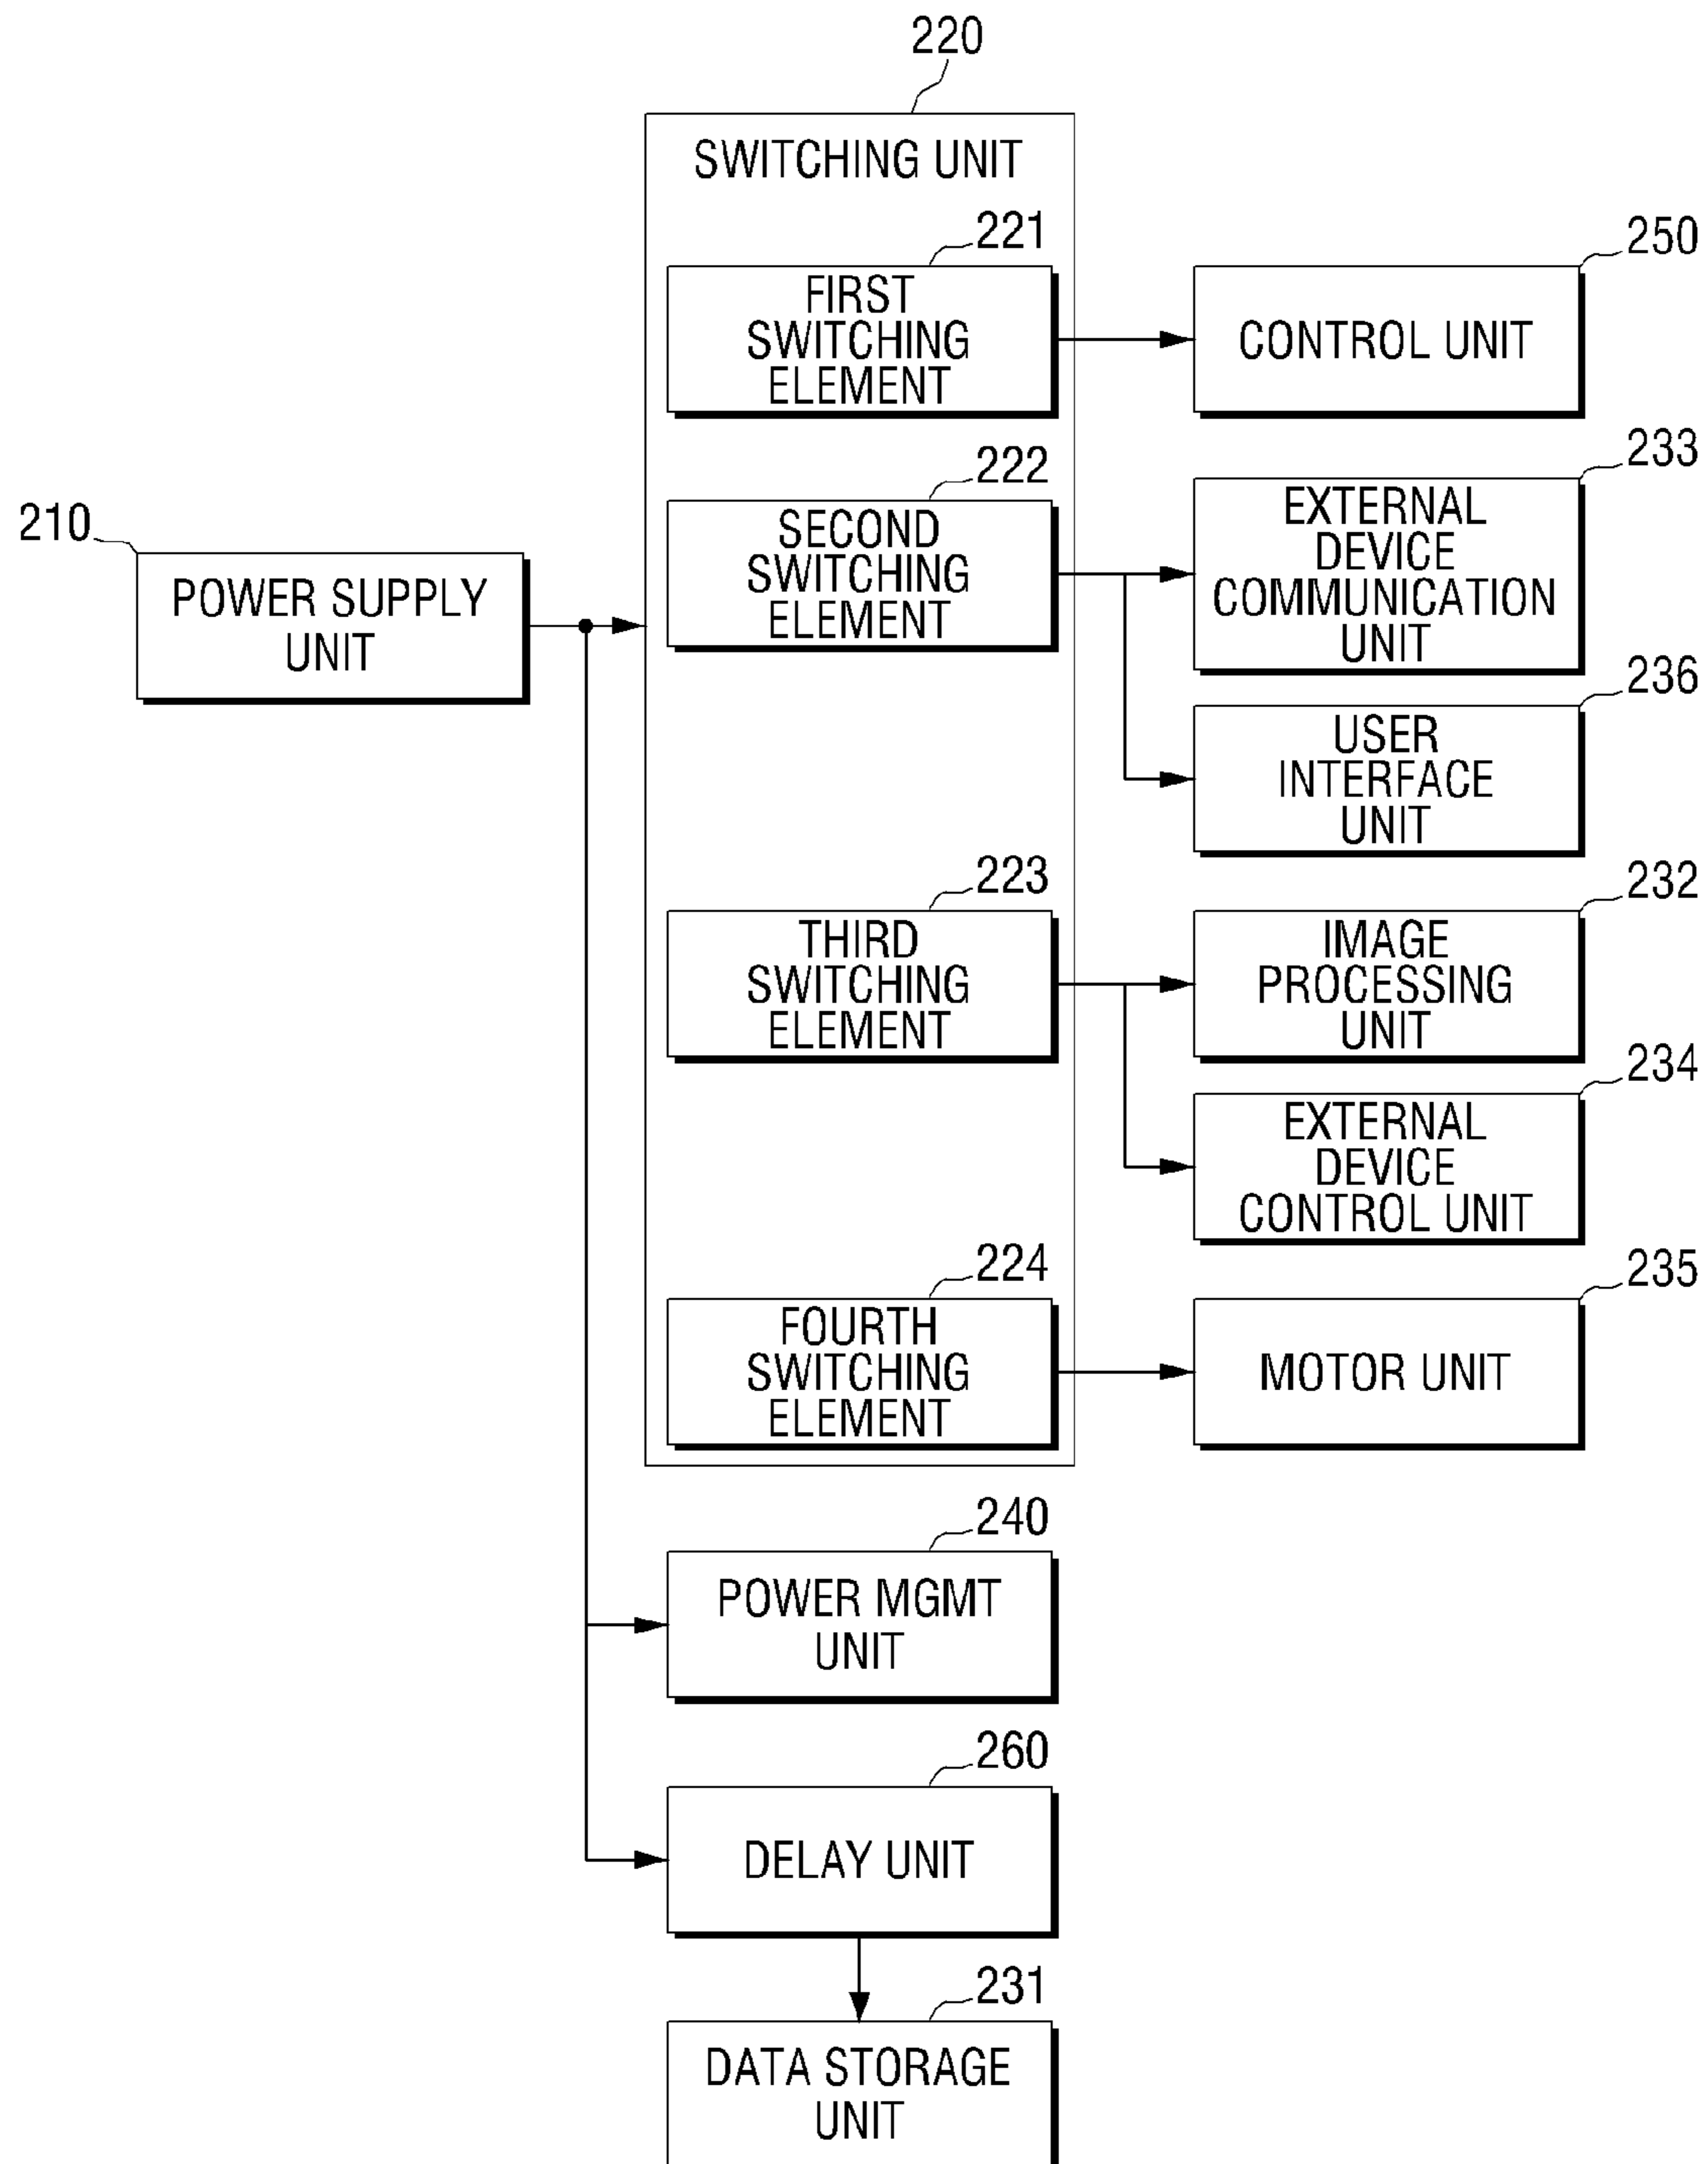 220
SWITCHING UNIT
221
FIRST
SWITCHING
ELEMENT
250
CONTROL UNIT
222
SECOND
SWITCHING
ELEMENT
233
EXTERNAL
DEVICE
COMMUNICATION
UNIT
210
POWER SUPPLY
UNIT
236
USER
INTERFACE
UNIT
223
THIRD
SWITCHING
ELEMENT
232
IMAGE
PROCESSING
UNIT
234
EXTERNAL
DEVICE
CONTROL UNIT
224
FOURTH
SWITCHING
ELEMENT
235
MOTOR UNIT
240
POWER MGMT
UNIT
260
DELAY UNIT
231
DATA STORAGE
UNIT